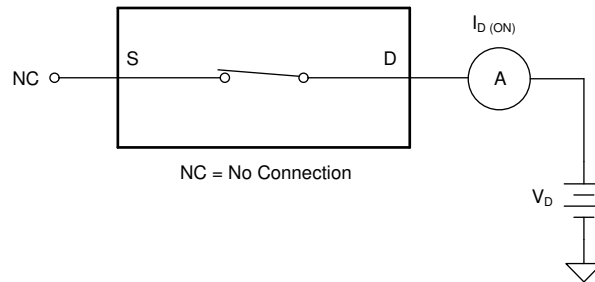 I D (ON)
S
D
NC
A
NC = No Connection
V D